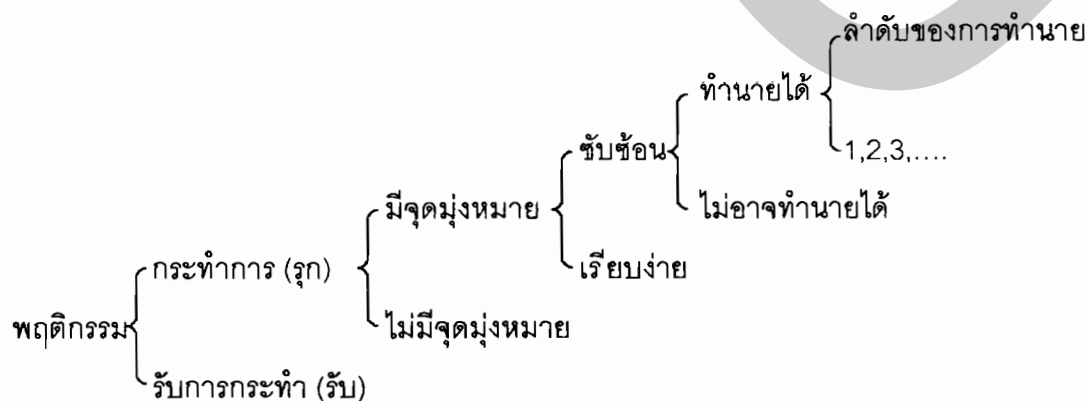 ลำดับของการทำนาย
ทำนายได้
ซับซ้อน
1,2,3,....
มีจุดมุ่งหมาย
ไม่อาจทำนายได้
กระทำการ (รุก)
เรียบง่าย
พฤติกรรม
ไม่มีจุดมุ่งหมาย
รับการกระทำ (รับ)